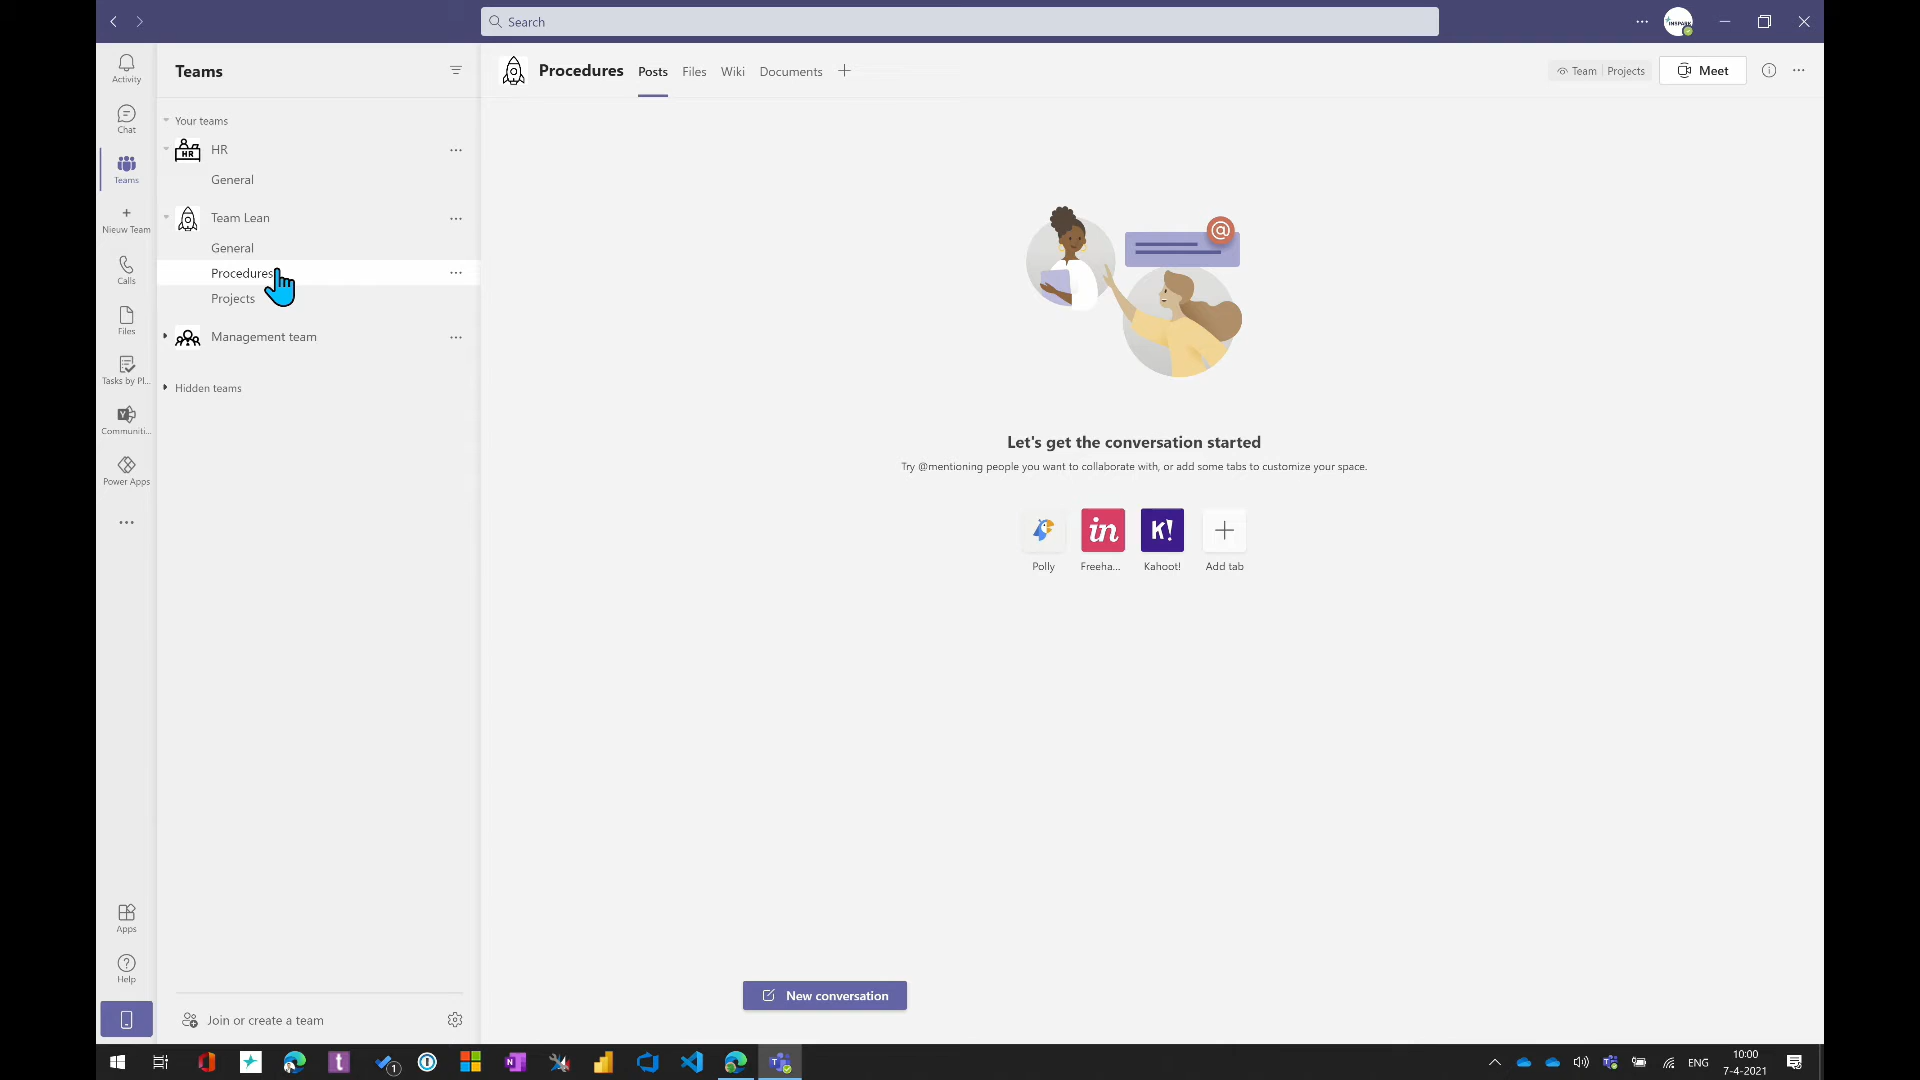 Search
INSPARK
Activity
Chat
Teams
Nieuw Team
Calls
Files
Tasks by Pl...
Communiti...
Power Apps
Apps
Help
Teams
Your teams
HR
HR
General
Team Lean
General
Procedures
Projects
Management team
Hidden teams
Join or create a team
Procedures
Posts
Files
Wiki
Documents
Team
Projects
Meet
@
Let's get the conversation started
Try @mentioning people you want to collaborate with, or add some tabs to customize your space.
in
K!
Polly
Freeha...
Kahoot!
Add tab
New conversation
1
ENG
10:00
7-4-2021